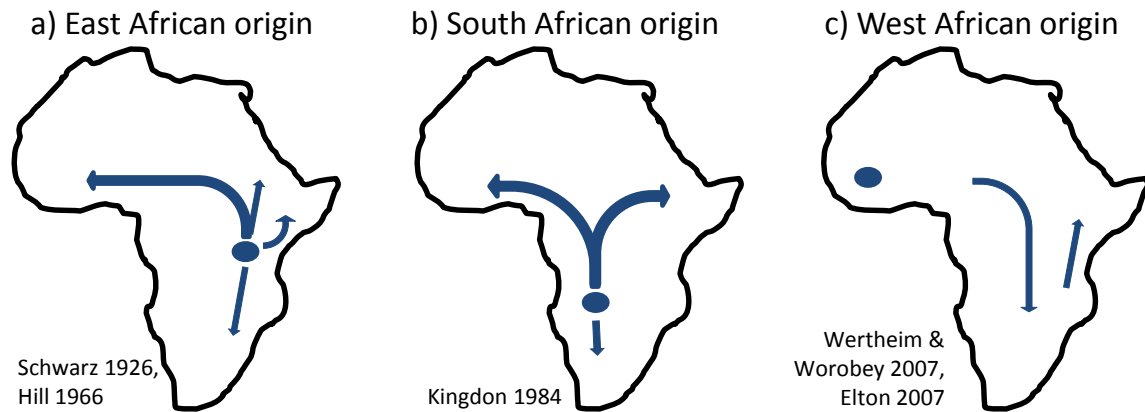 a) East African origin
b) South African origin
c) West African origin
Schwarz 1926,
Hill 1966
Kingdon 1984
Wertheim &
Worobey 2007,
Elton 2007